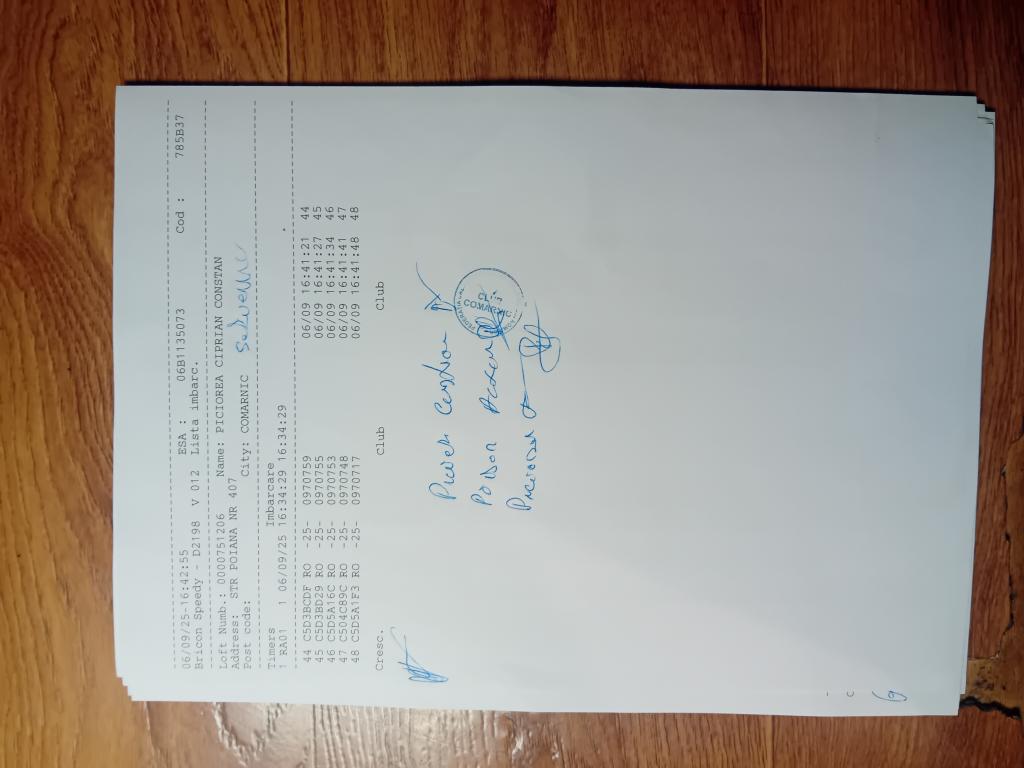 06/09/25-16:42:55 ESA : 06B1135073 Cod : 785B37
Bricon Speedy - D2198 V 012 Lista imbarc.
Loft Numb.: 0000751206 Name: PICIOREA CIPRIAN CONSTAN
Address: STR POIANA NR 407
Post code: City: COMARNIC
Timers Imbarcare
1 RA01 1 06/09/25 16:34:29 16:34:29
44 C5D3BCDF RO -25- 0970759 06/09 16:41:21 44
45 C5D3BD29 RO -25- 0970755 06/09 16:41:27 45
46 C5D5A16C RO -25- 0970753 06/09 16:41:34 46
47 C504C89C RO -25- 0970748 06/09 16:41:41 47
48 C5D5A1F3 RO -25- 0970717 06/09 16:41:48 48
Cresc. Club Club
COMARNIC